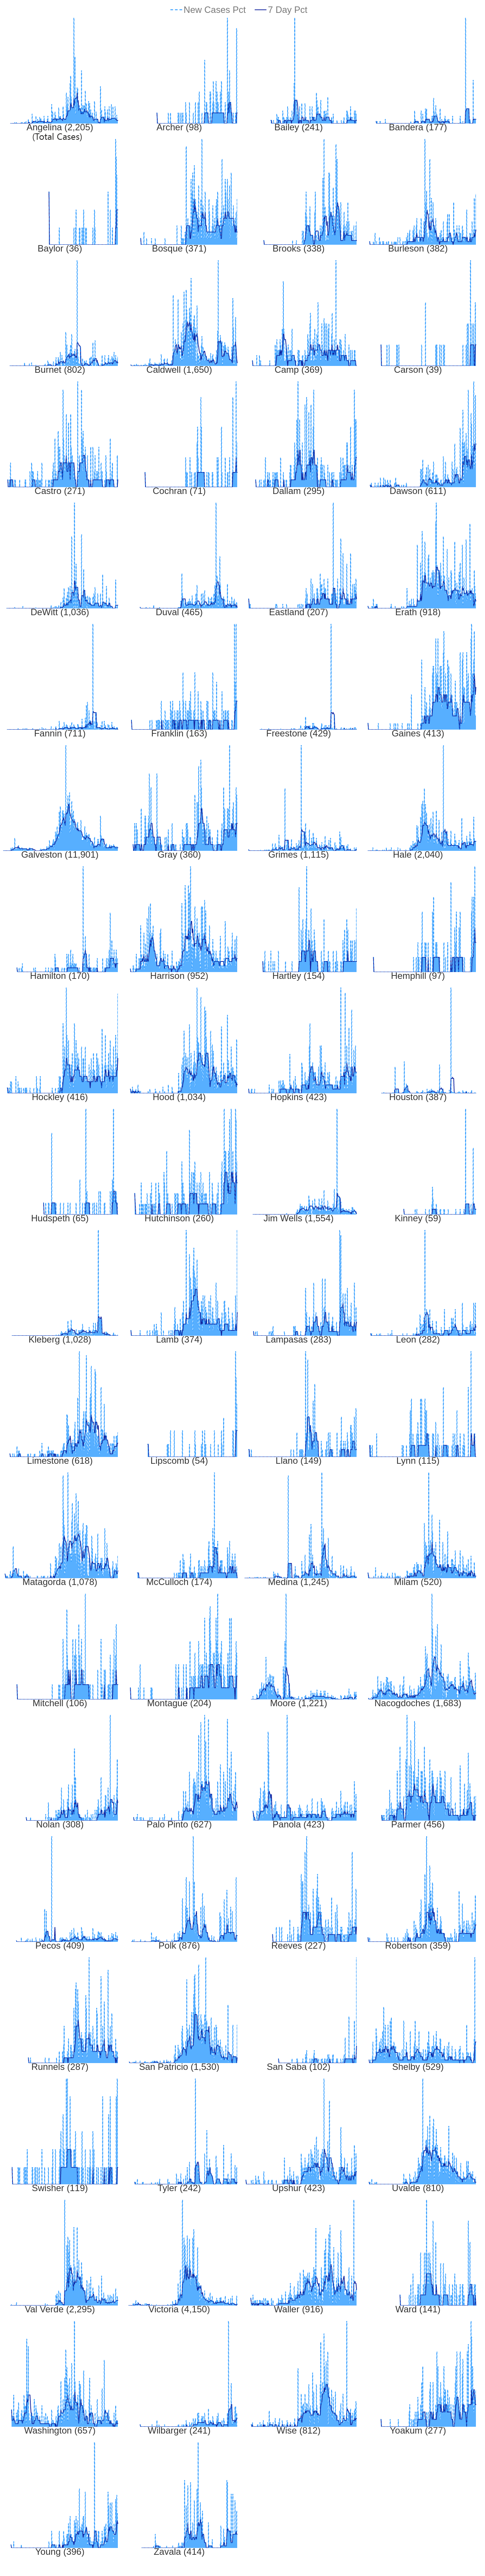 New Cases Pct 7 Day Pct
Angelina (2,205) Archer (98) Bailey (241) Bandera (177)
(Total Cases)
Baylor (36) Bosque (371) Brooks (338) Burleson (382)
Burnet (802) Caldwell (1,650) Camp (369) Carson (39)
Castro (271) Cochran (71) Dallam (295) Dawson (611)
DeWitt (1,036) Duval (465) Eastland (207) Erath (918)
Fannin (711) Franklin (163) Freestone (429) Gaines (413)
Galveston (11,901) Gray (360) Grimes (1,115) Hale (2,040)
Hamilton (170) Harrison (952) Hartley (154) Hemphill (97)
Hockley (416) Hood (1,034) Hopkins (423) Houston (387)
Hudspeth (65) Hutchinson (260) Jim Wells (1,554) Kinney (59)
Kleberg (1,028) Lamb (374) Lampasas (283) Leon (282)
Limestone (618) Lipscomb (54) Llano (149) Lynn (115)
Matagorda (1,078) McCulloch (174) Medina (1,245) Milam (520)
Mitchell (106) Montague (204) Moore (1,221) Nacogdoches (1,683)
Nolan (308) Palo Pinto (627) Panola (423) Parmer (456)
Pecos (409) Polk (876) Reeves (227) Robertson (359)
Runnels (287) San Patricio (1,530) San Saba (102) Shelby (529)
Swisher (119) Tyler (242) Upshur (423) Uvalde (810)
Val Verde (2,295) Victoria (4,150) Waller (916) Ward (141)
Washington (657) Wilbarger (241) Wise (812) Yoakum (277)
Young (396) Zavala (414)